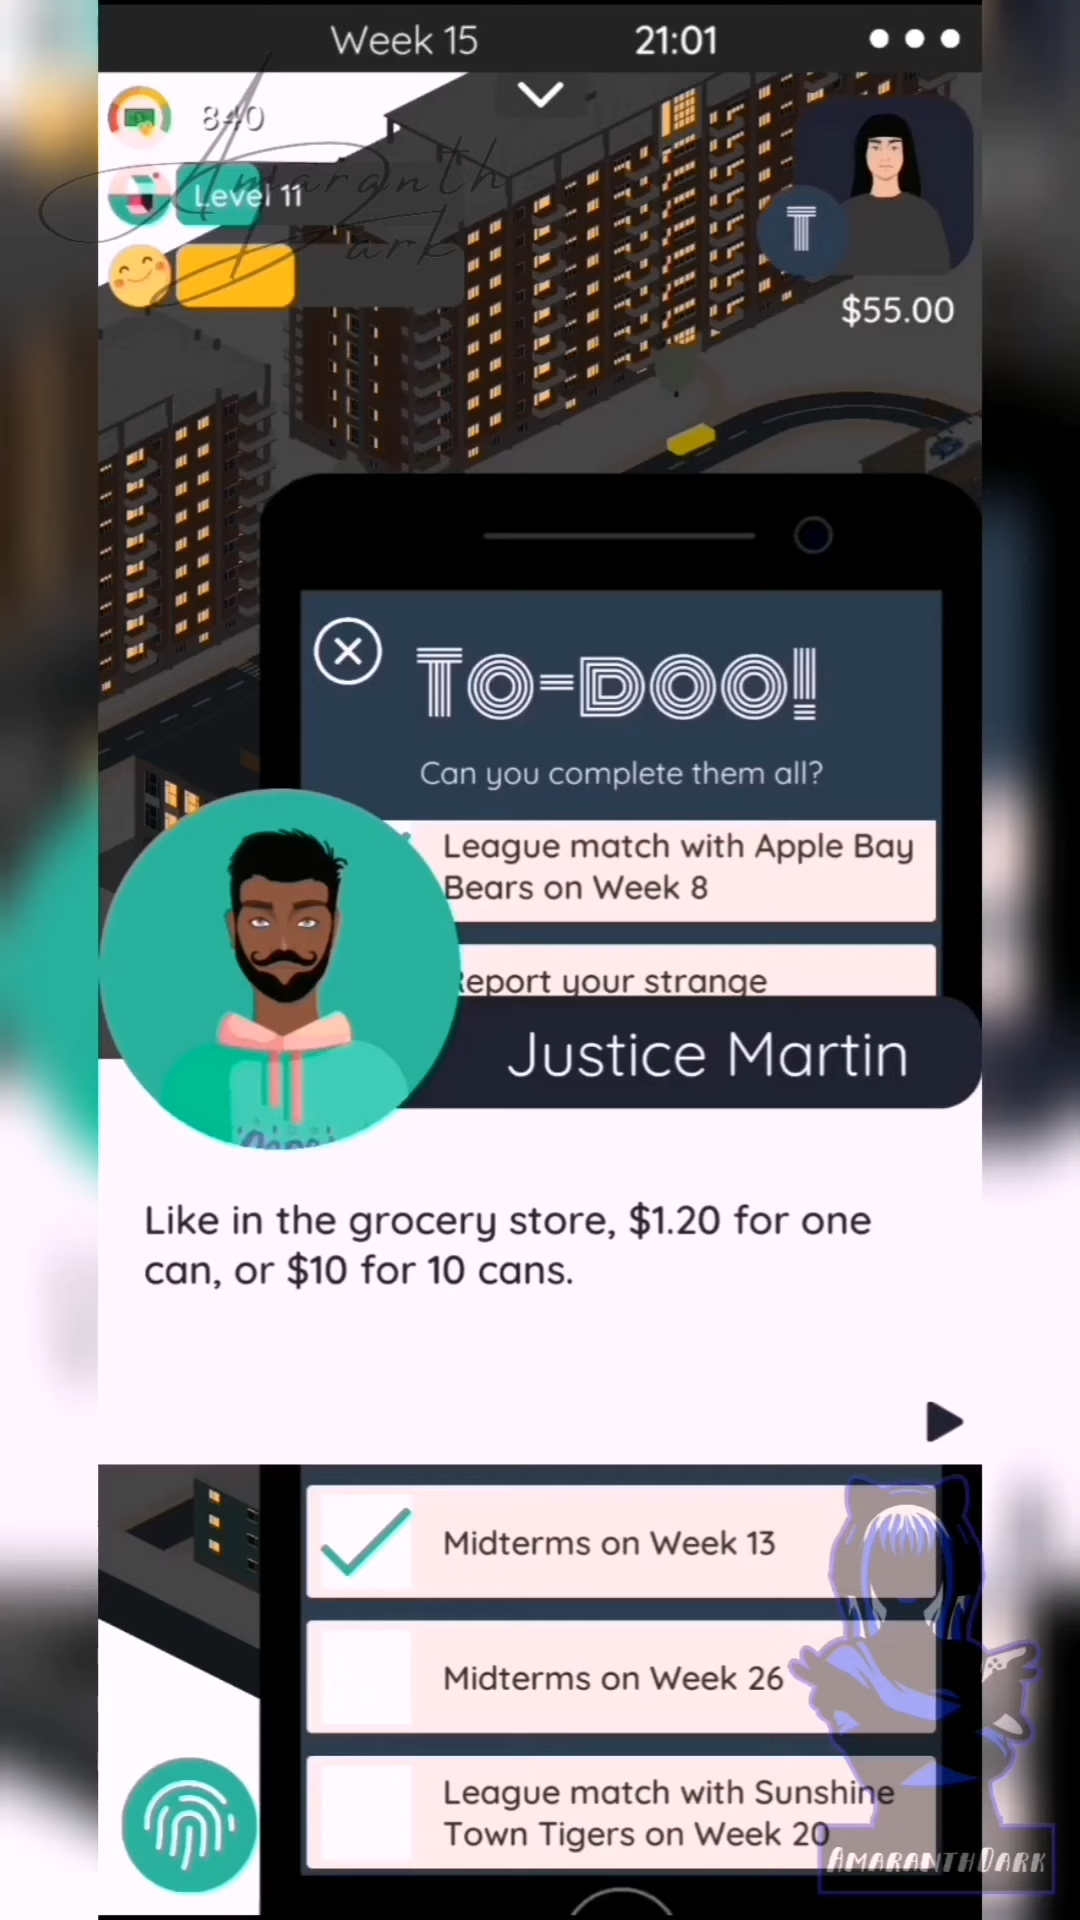 Week 15
21:01
840
Amaranth
Dark
Level 11
T
$55.00
To-doo!
Can you complete them all?
League match with Apple Bay
Bears on Week 8
Report your strange
Justice Martin
Like in the grocery store, $1.20 for one
can, or $10 for 10 cans.
Midterms on Week 13
Midterms on Week 26
League match with Sunshine
Town Tigers on Week 20
AmaranthDark